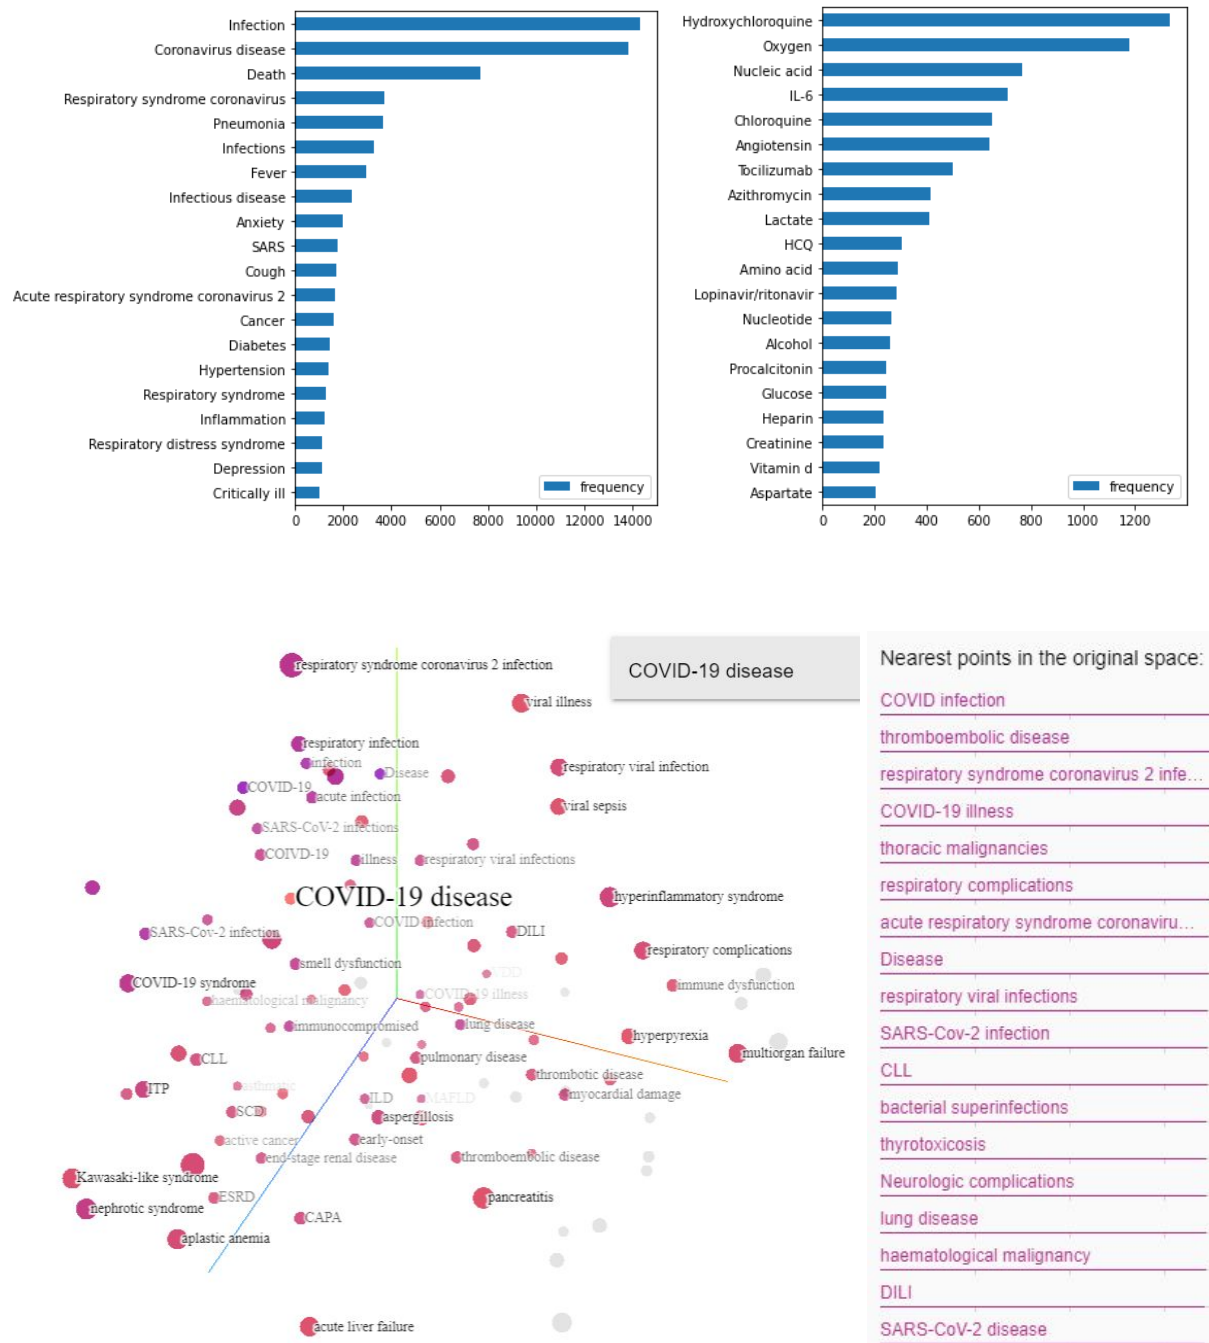 Infection
Coronavirus disease
Death
Respiratory syndrome coronavirus
Pneumonia
Infections
Fever
Infectious disease
Anxiety
SARS
Cough
Acute respiratory syndrome coronavirus 2
Cancer
Diabetes
Hypertension
Respiratory syndrome
Inflammation
Respiratory distress syndrome
Depression
Critically ill
frequency
0 2000 4000 6000 8000 10000 12000 14000
Hydroxychloroquine
Oxygen
Nucleic acid
IL-6
Chloroquine
Angiotensin
Tocilizumab
Azithromycin
Lactate
HCQ
Amino acid
Lopinavir/ritonavir
Nucleotide
Alcohol
Procalcitonin
Glucose
Heparin
Creatinine
Vitamin d
Aspartate
frequency
0 200 400 600 800 1000 1200
COVID-19 disease
respiratory syndrome coronavirus 2 infection
viral illness
respiratory infection
infection
Disease
respiratory viral infection
COVID-19
acute infection
viral sepsis
SARS-CoV-2 infections
COIVD-19
illness
respiratory viral infections
COVID-19 disease
hyperinflammatory syndrome
COVID infection
SARS-Cov-2 infection
DILI
respiratory complications
smell dysfunction
COVID-19 syndrome
immune dysfunction
haematological malignancy
COVID-19 illness
immunocompromised
lung disease
hyperpyrexia
multiorgan failure
CLL
pulmonary disease
thrombotic disease
ITP
asthmatic
ILD
MAFLD
myocardial damage
SCD
aspergillosis
active cancer
early-onset
end-stage renal disease
thromboembolic disease
Kawasaki-like syndrome
ESRD
pancreatitis
nephrotic syndrome
CAPA
aplastic anemia
acute liver failure
Nearest points in the original space:
COVID infection
thromboembolic disease
respiratory syndrome coronavirus 2 infe...
COVID-19 illness
thoracic malignancies
respiratory complications
acute respiratory syndrome coronaviru...
Disease
respiratory viral infections
SARS-Cov-2 infection
CLL
bacterial superinfections
thyrotoxicosis
Neurologic complications
lung disease
haematological malignancy
DILI
SARS-CoV-2 disease